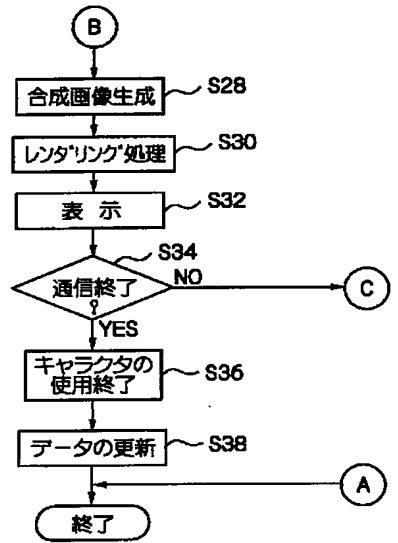 B
合成画像生成
S28
レンダリング処理
S30
表 示
S32
S34
通信終了
?
NO
C
YES
キャラクタの
使用終了
S36
データの更新
S38
A
終了